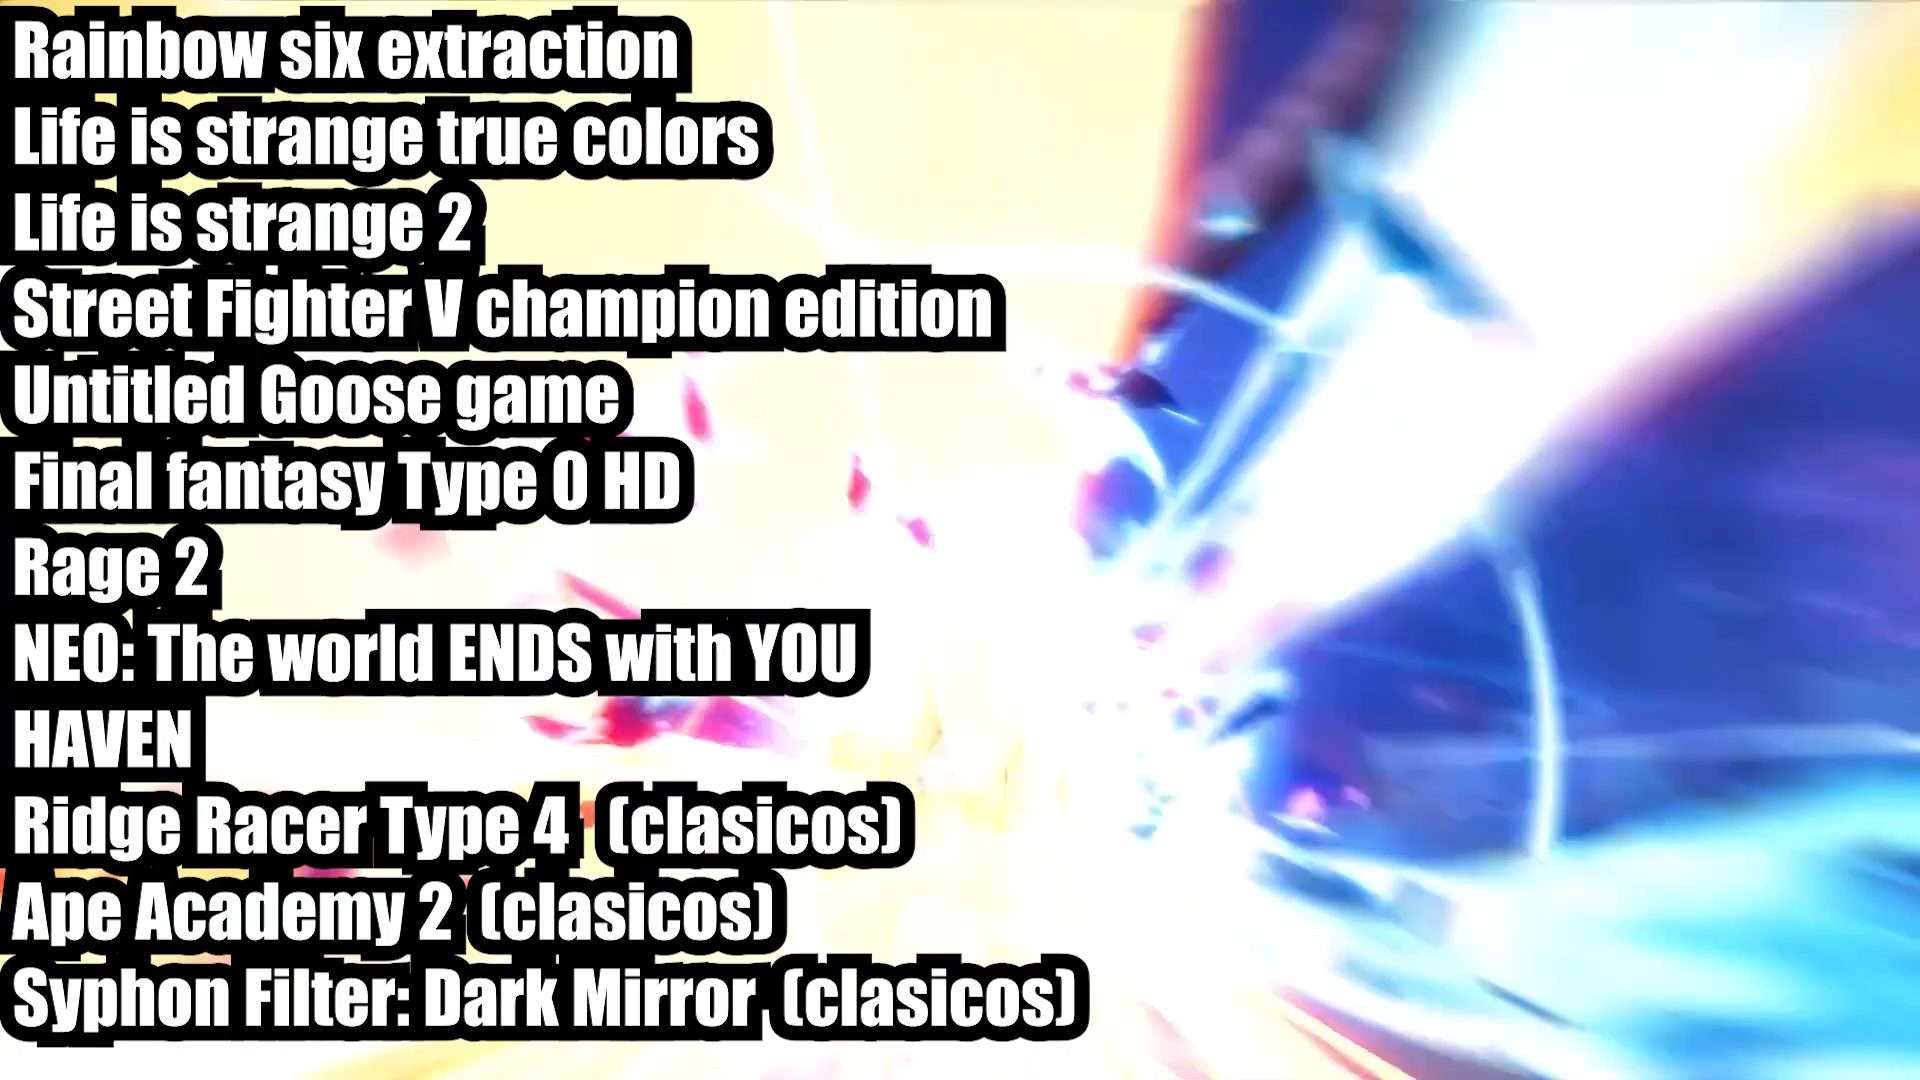 Rainbow six extraction
Life is strange true colors
Life is strange 2
Street Fighter V champion edition
Untitled Goose game
Final fantasy Type 0 HD
Rage 2
NEO: The world ENDS with YOU
HAVEN
Ridge Racer Type 4 (clasicos)
Ape Academy 2 (clasicos)
Syphon Filter: Dark Mirror (clasicos)